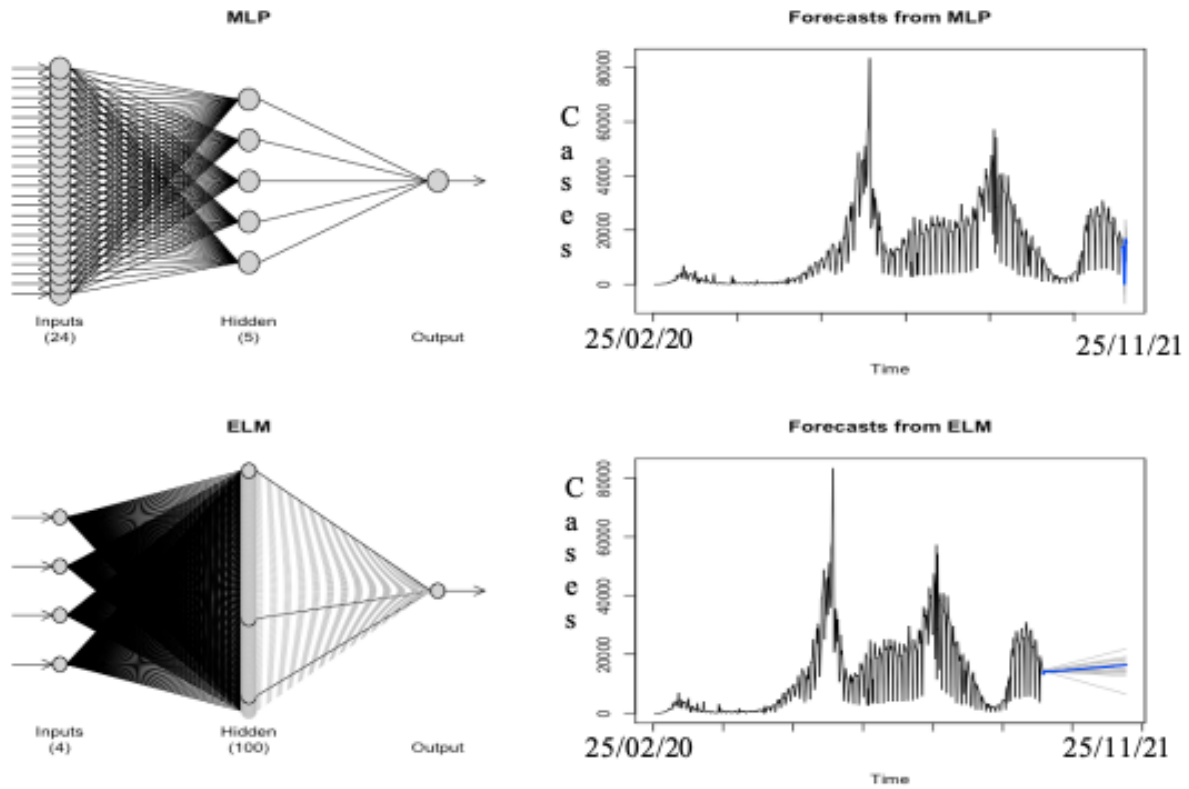 MLP
Inputs
(24)
Hidden
(5)
Output
Forecasts from MLP
Cases
80000
60000
40000
20000
0
25/02/20
25/11/21
Time
ELM
Inputs
(4)
Hidden
(100)
Output
Forecasts from ELM
Cases
80000
60000
40000
20000
0
25/02/20
25/11/21
Time